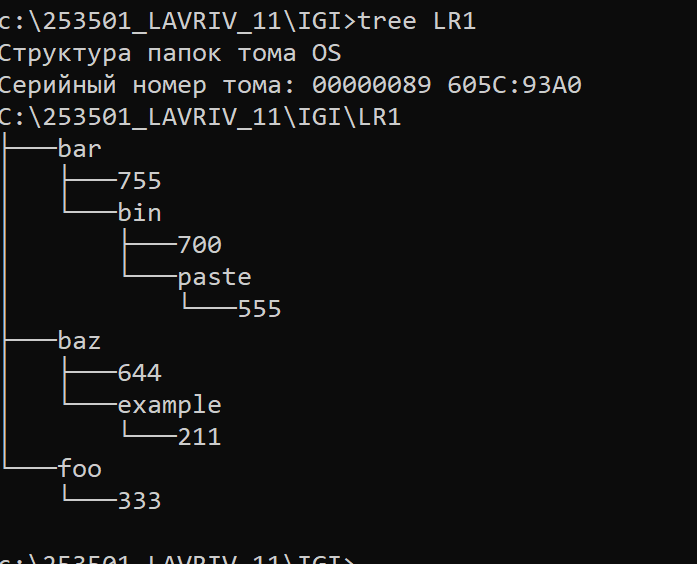 c:\253501_LAVRIV_11\IGI>tree LR1
Структура папок тома OS
Серийный номер тома: 00000089 605C:93A0
C:\253501_LAVRIV_11\IGI\LR1
├───bar
│   ├───755
│   └───bin
│       ├───700
│       └───paste
│           └───555
├───baz
│   ├───644
│   └───example
│       └───211
└───foo
    └───333
c:\253501_LAVRIV_11\IGI>